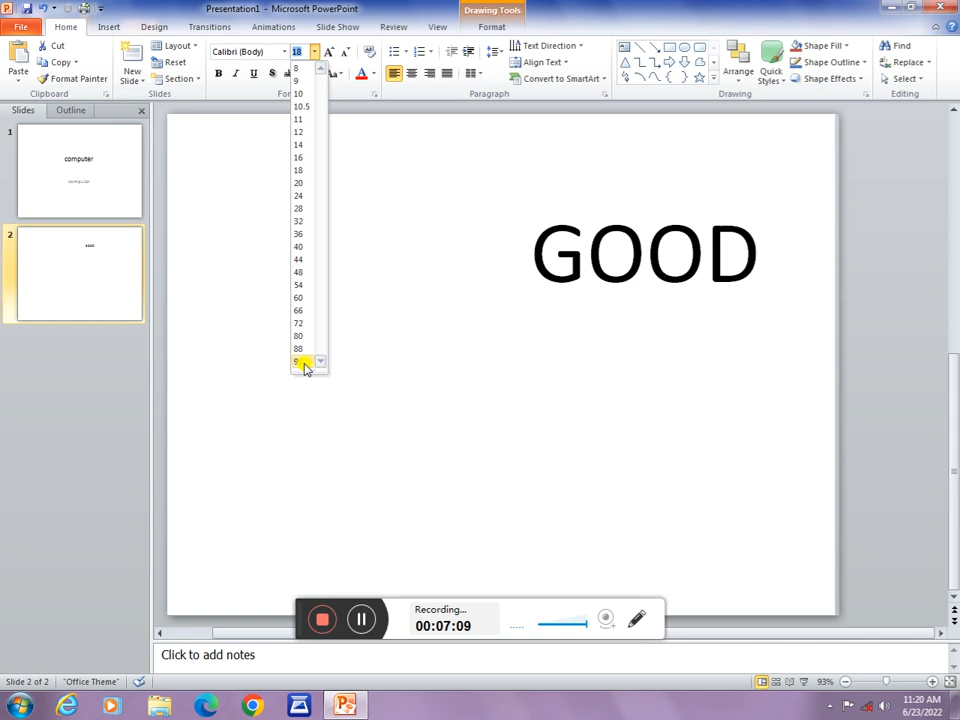 Presentation1 - Microsoft PowerPoint
Drawing Tools
File Home Insert Design Transitions Animations Slide Show Review View Format
Paste
Cut
Copy
Format Painter
Clipboard
New Slide
Layout
Reset
Section
Slides
Calibri (Body) 18
B I U S
Text Direction
Align Text
Convert to SmartArt
Paragraph
Arrange
Quick Styles
Shape Fill
Shape Outline
Shape Effects
Drawing
Find
Replace
Select
Editing
Slides Outline
1
computer
computer
2
8
9
10
10.5
11
12
14
16
18
20
24
28
32
36
40
44
48
54
60
66
72
80
88
GOOD
Recording...
00:07:09
Click to add notes
Slide 2 of 2 "Office Theme" 93%
11:20 AM
6/23/2022